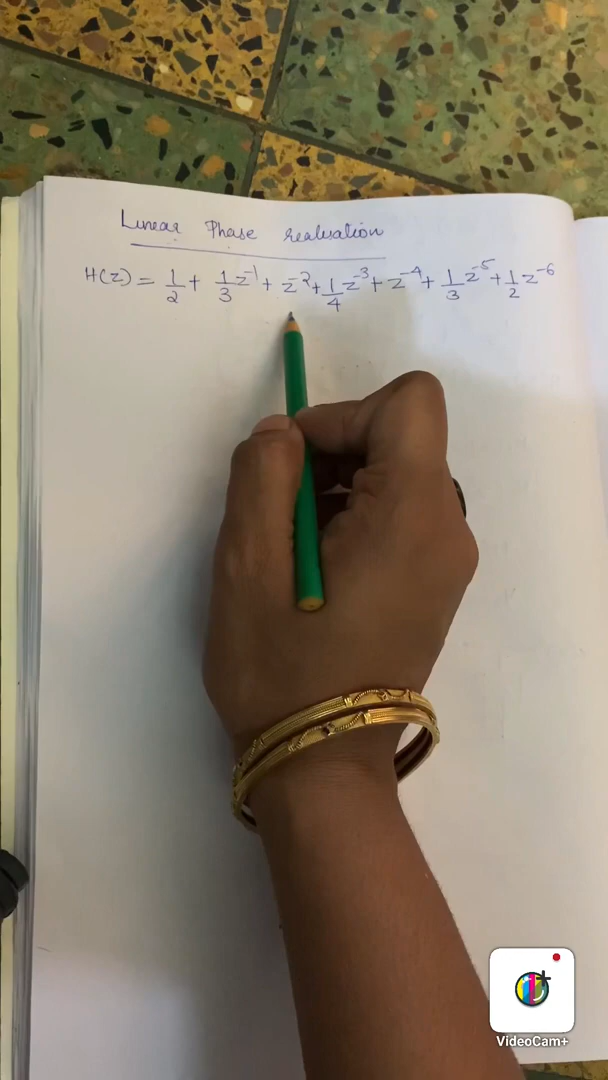 Linear Phase realisation
H(z) = 1/2 + 1/3 z⁻¹ + z⁻² + 1/4 z⁻³ + z⁻⁴ + 1/3 z⁻⁵ + 1/2 z⁻⁶
VideoCam+